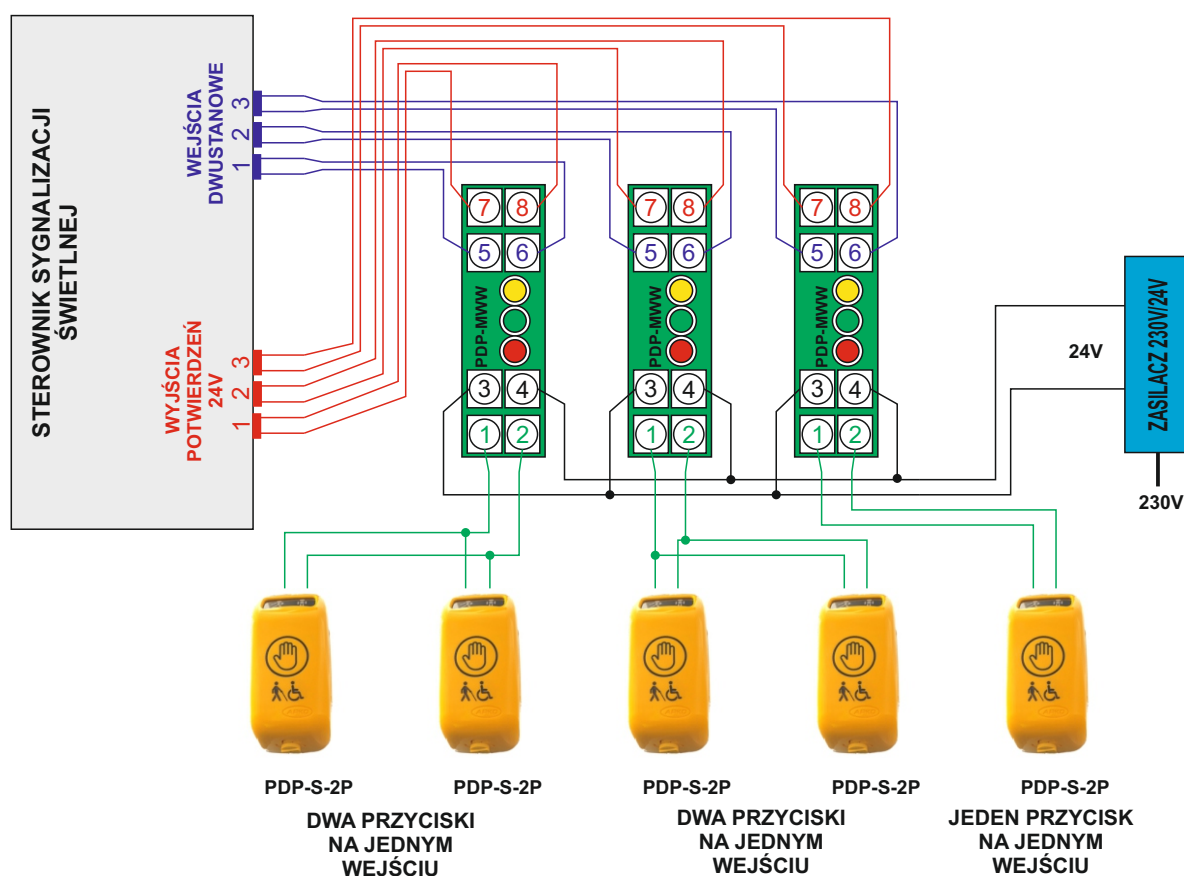 STEROWNIK SYGNALIZACJI
ŚWIETLNEJ
WEJŚCIA
DWUSTANOWE
3
2
1
WYJŚCIA
POTWIERDZEŃ
24V
3
2
1
7 8
5 6
PDP-MWW
3 4
1 2
7 8
5 6
PDP-MWW
3 4
1 2
7 8
5 6
PDP-MWW
3 4
1 2
24V
ZASILACZ 230V/24V
230V
PDP-S-2P
PDP-S-2P
PDP-S-2P
PDP-S-2P
PDP-S-2P
DWA PRZYCISKI
NA JEDNYM
WEJŚCIU
DWA PRZYCISKI
NA JEDNYM
WEJŚCIU
JEDEN PRZYCISK
NA JEDNYM
WEJŚCIU